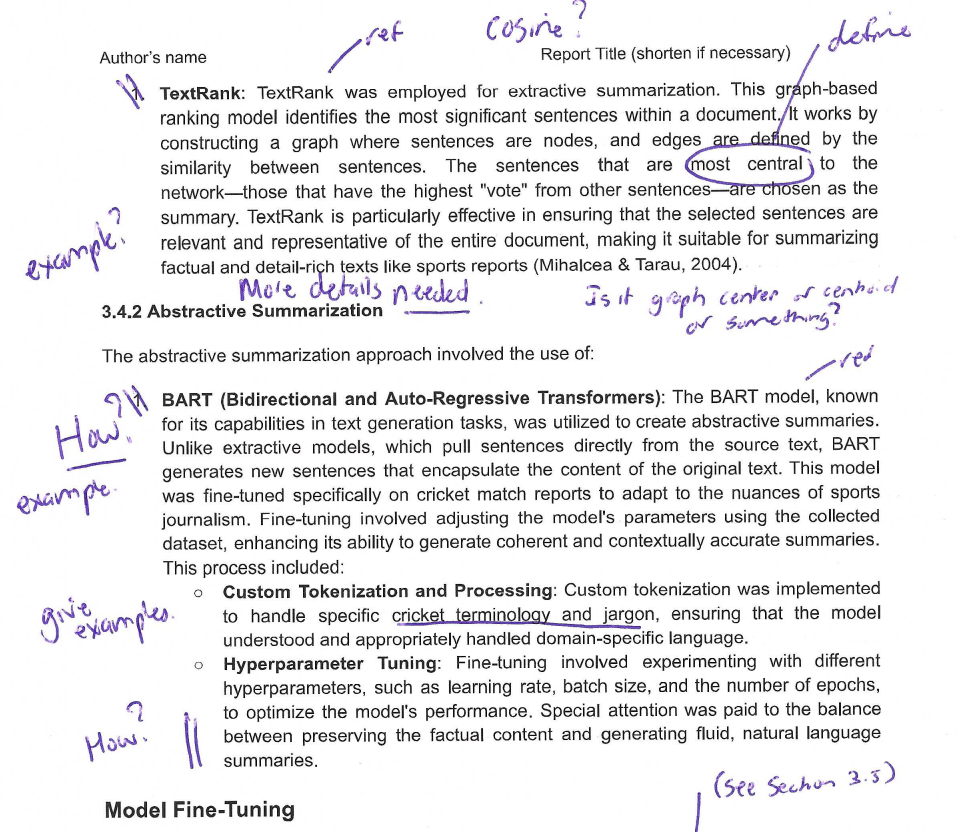 ref
Cosine?
define
Author's name
Report Title (shorten if necessary)
TextRank: TextRank was employed for extractive summarization. This graph-based
ranking model identifies the most significant sentences within a document. It works by
constructing a graph where sentences are nodes, and edges are defined by the
similarity between sentences. The sentences that are most central to the
network—those that have the highest "vote" from other sentences—are chosen as the
summary. TextRank is particularly effective in ensuring that the selected sentences are
example?
relevant and representative of the entire document, making it suitable for summarizing
factual and detail-rich texts like sports reports (Mihalcea & Tarau, 2004).
More details needed.
Is it graph center or centroid
or something?
3.4.2 Abstractive Summarization
The abstractive summarization approach involved the use of:
ref
BART (Bidirectional and Auto-Regressive Transformers): The BART model, known
How?
for its capabilities in text generation tasks, was utilized to create abstractive summaries.
Unlike extractive models, which pull sentences directly from the source text, BART
generates new sentences that encapsulate the content of the original text. This model
example.
was fine-tuned specifically on cricket match reports to adapt to the nuances of sports
journalism. Fine-tuning involved adjusting the model's parameters using the collected
dataset, enhancing its ability to generate coherent and contextually accurate summaries.
This process included:
give
examples.
○ Custom Tokenization and Processing: Custom tokenization was implemented
to handle specific cricket terminology and jargon, ensuring that the model
understood and appropriately handled domain-specific language.
○ Hyperparameter Tuning: Fine-tuning involved experimenting with different
hyperparameters, such as learning rate, batch size, and the number of epochs,
How?
to optimize the model's performance. Special attention was paid to the balance
between preserving the factual content and generating fluid, natural language
summaries.
(see Section 3.5)
Model Fine-Tuning